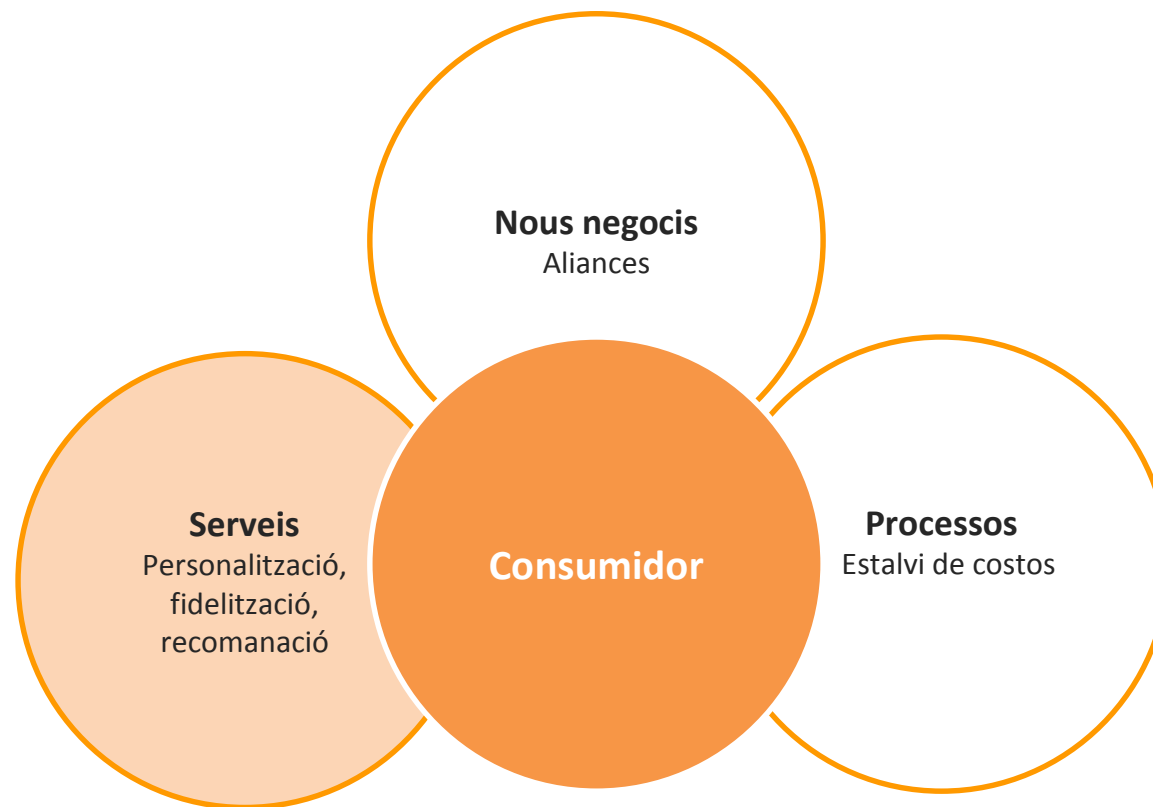 Nous negocis
Aliances
Serveis
Personalització,
fidelització,
recomanació
Consumidor
Processos
Estalvi de costos